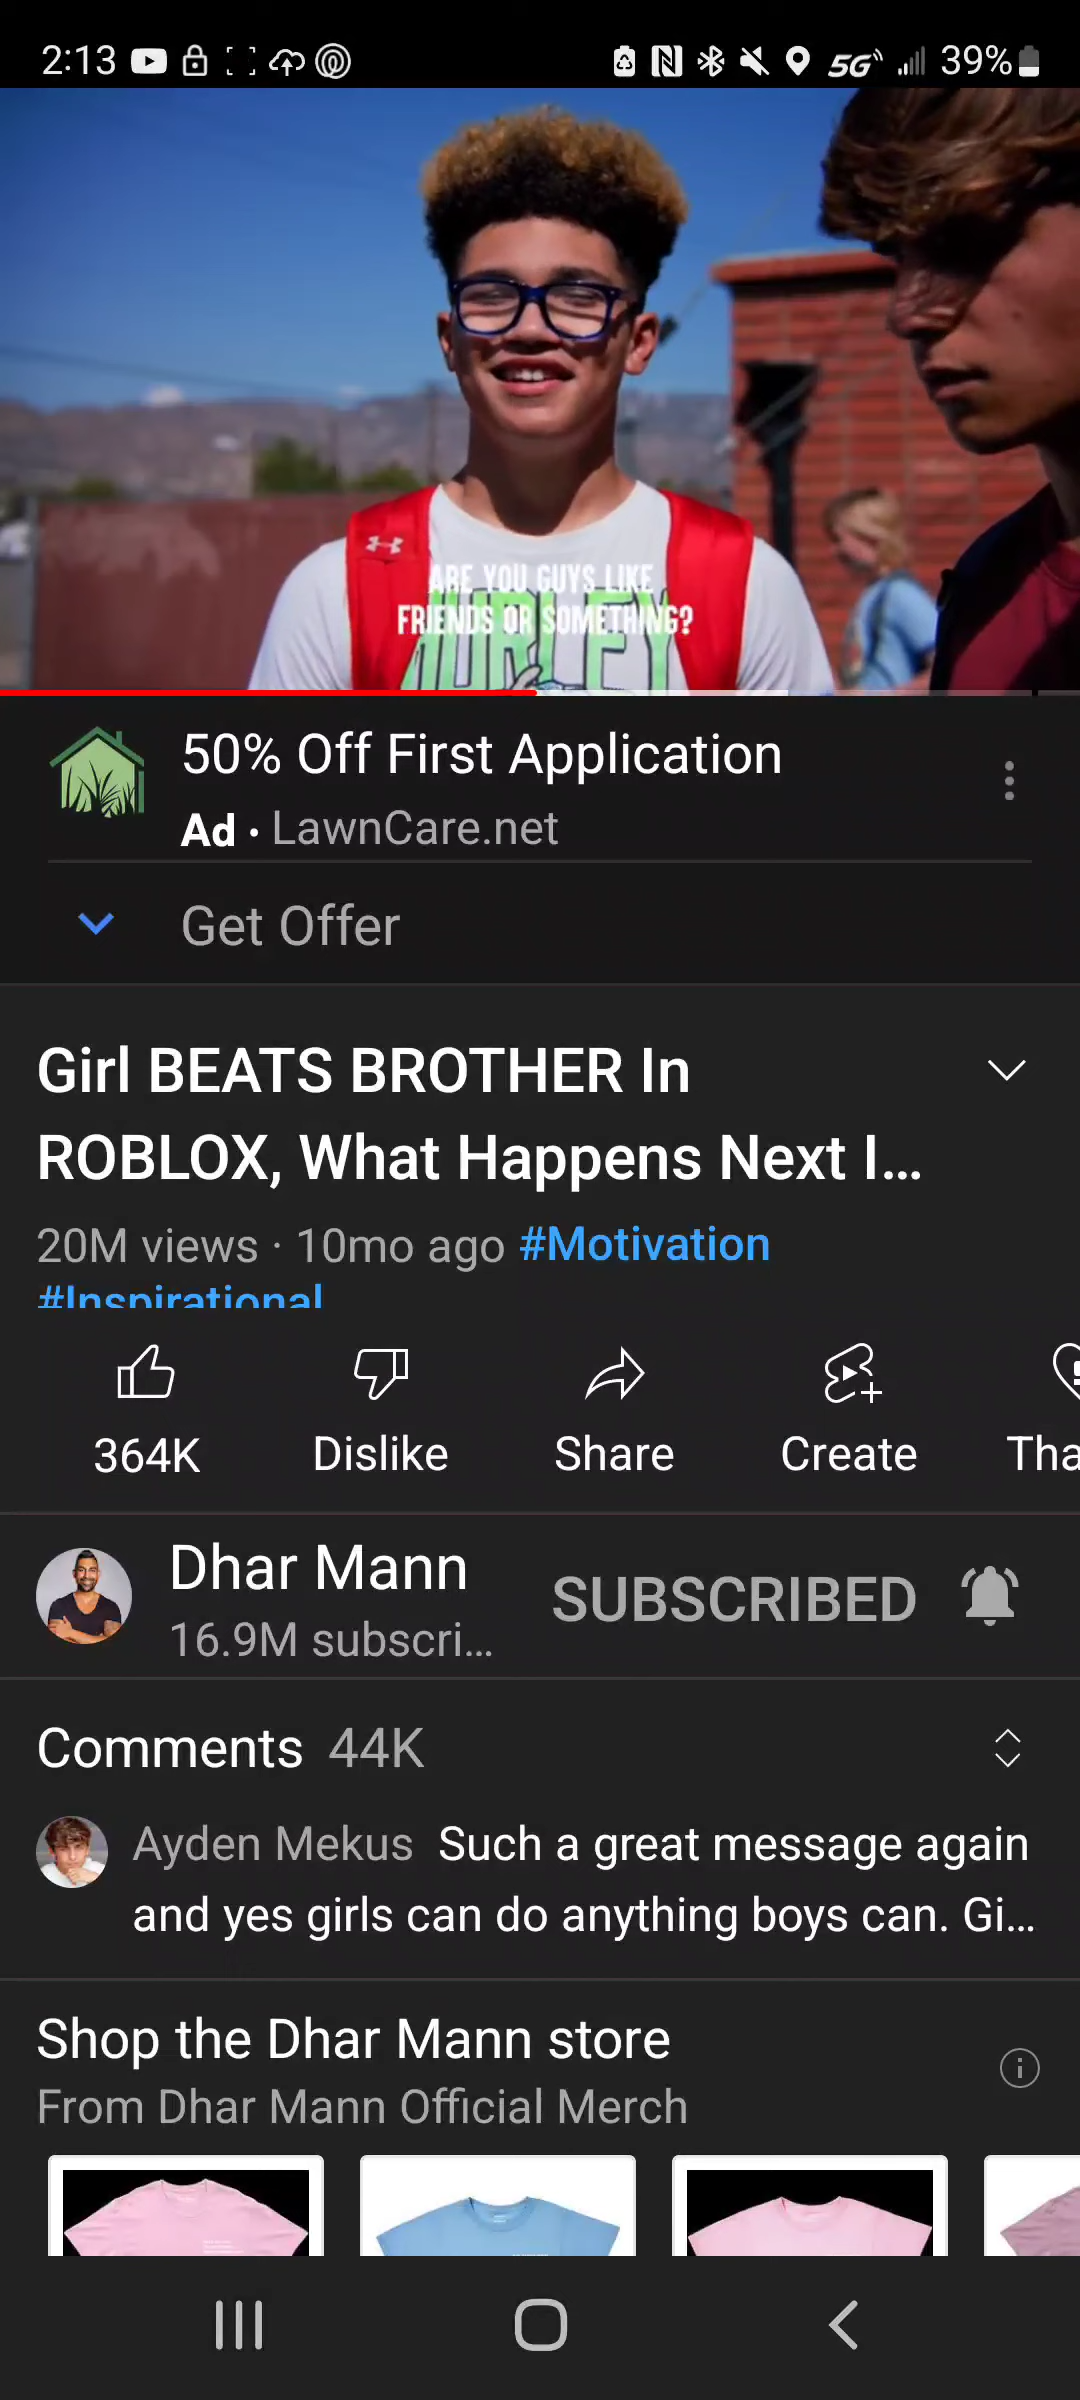 2:13
5G
39%
ARE YOU GUYS LIKE
FRIENDS OR SOMETHING?
HURLEY
50% Off First Application
Ad · LawnCare.net
Get Offer
Girl BEATS BROTHER In
ROBLOX, What Happens Next I...
20M views · 10mo ago #Motivation
#Inspirational
364K Dislike Share Create Tha
Dhar Mann
16.9M subscri...
SUBSCRIBED
Comments 44K
Ayden Mekus Such a great message again
and yes girls can do anything boys can. Gi...
Shop the Dhar Mann store
From Dhar Mann Official Merch